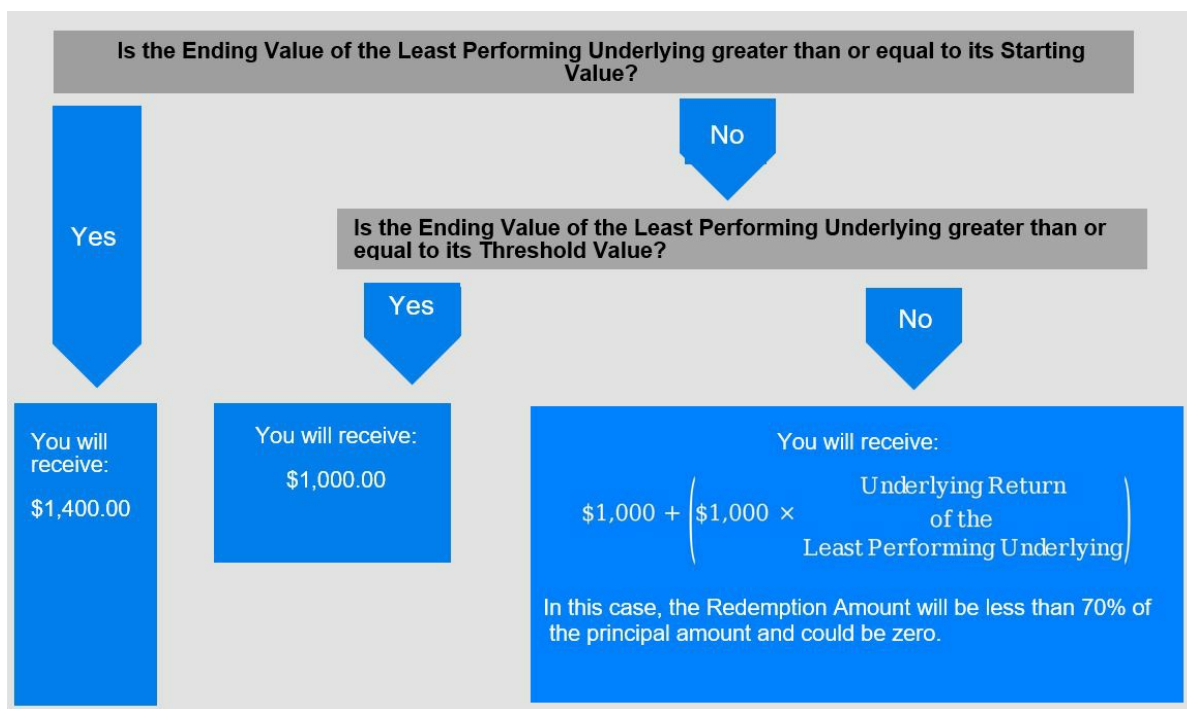 Is the Ending Value of the Least Performing Underlying greater than or equal to its Starting
Value?
No
Yes
Is the Ending Value of the Least Performing Underlying greater than or
equal to its Threshold Value?
Yes
No
You will
receive:
$1,400.00
You will receive:
$1,000.00
You will receive:
$1,000 + ($1,000 × Underlying Return
of the
Least Performing Underlying)
In this case, the Redemption Amount will be less than 70% of
the principal amount and could be zero.